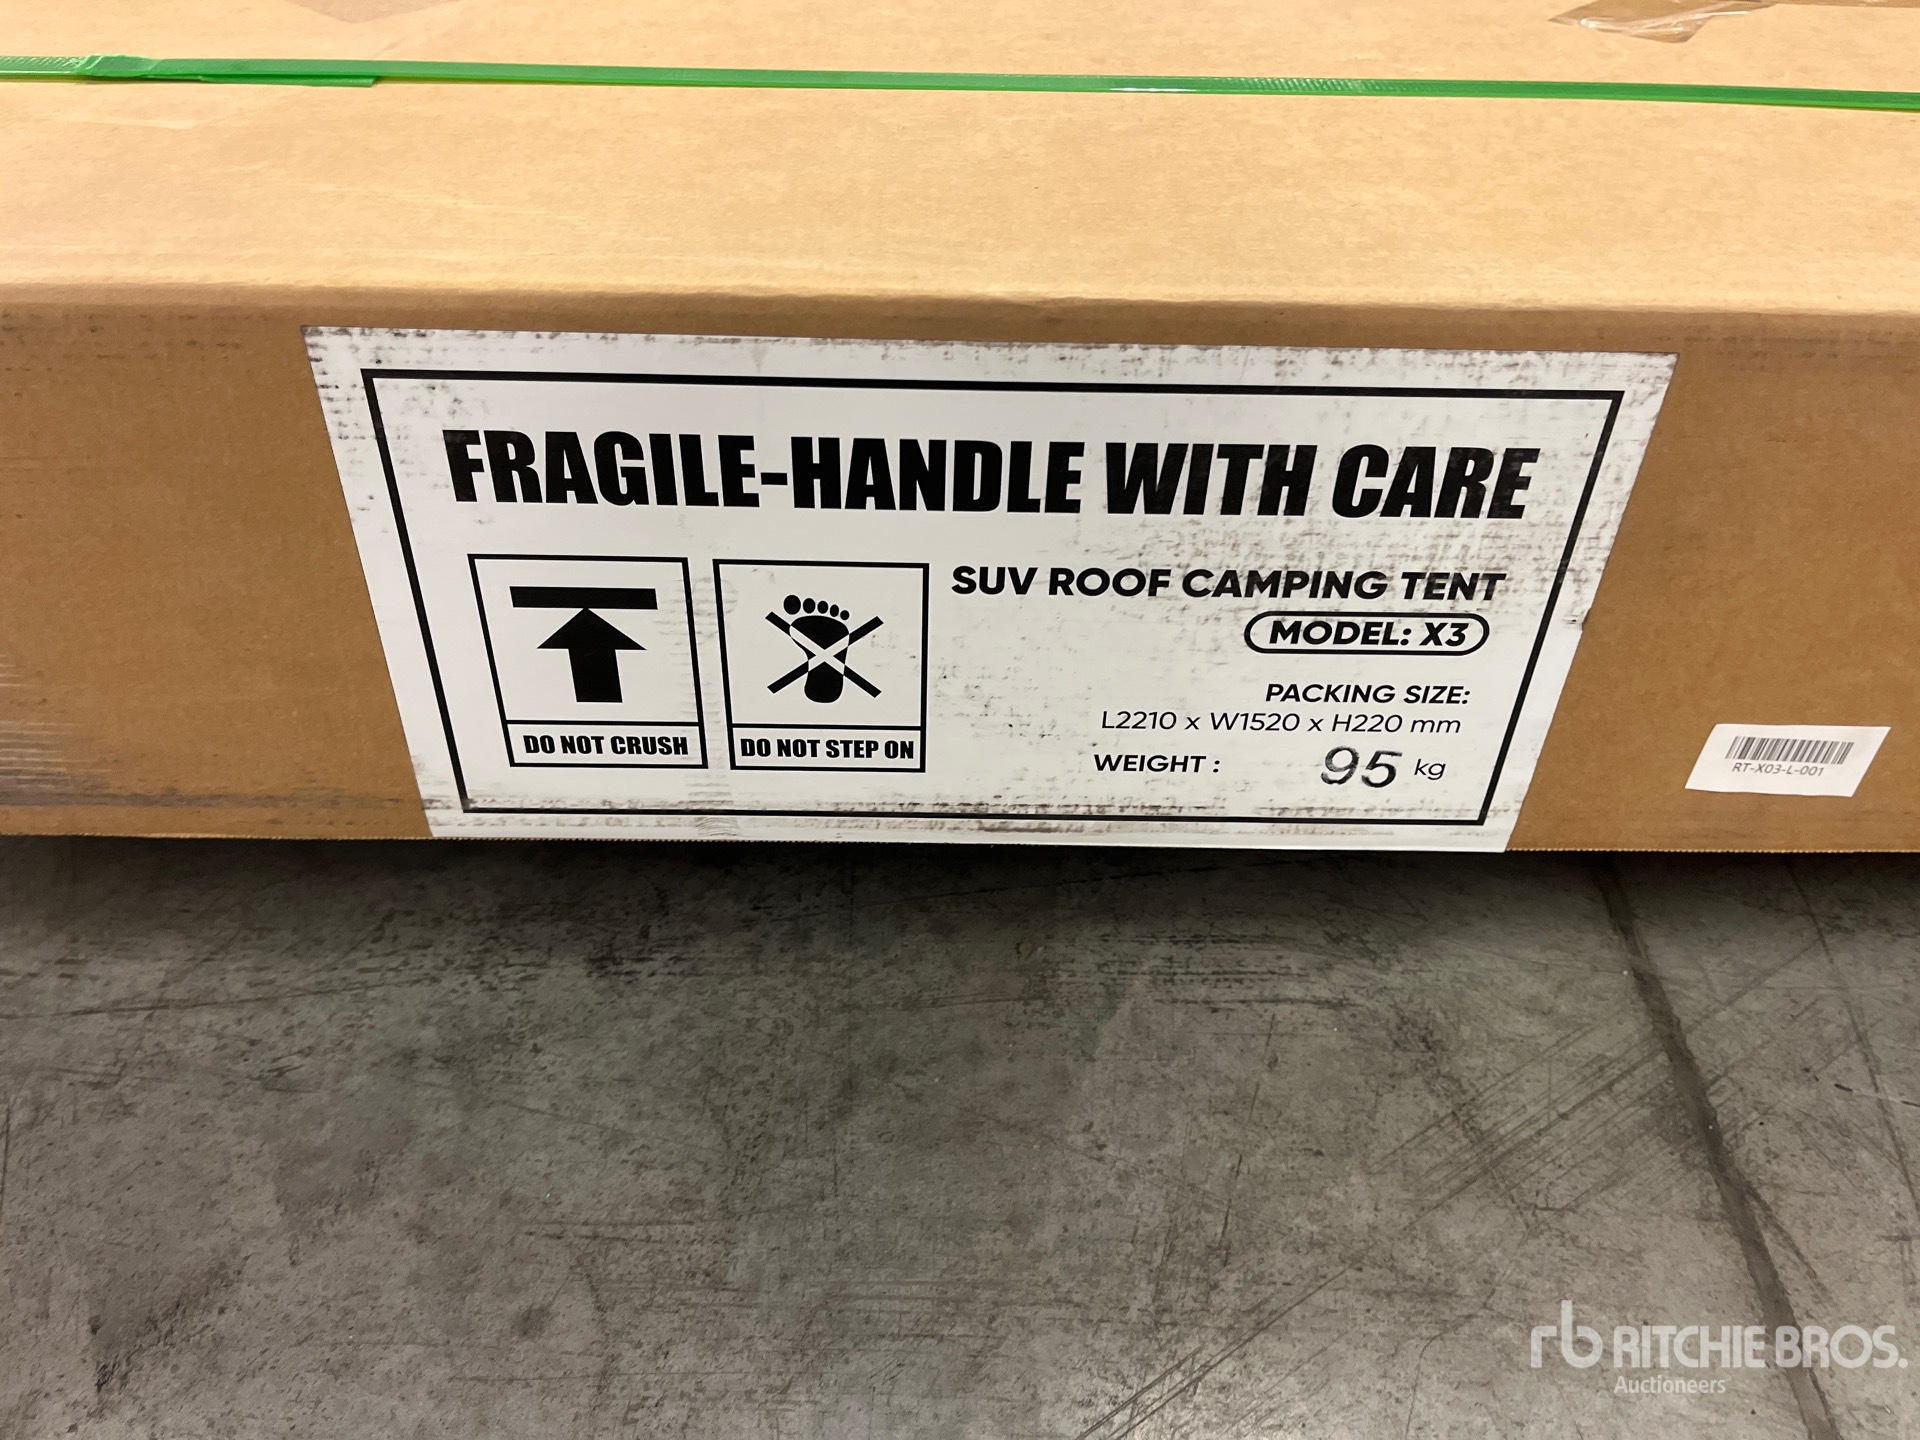 FRAGILE-HANDLE WITH CARE
SUV ROOF CAMPING TENT
MODEL: X3
PACKING SIZE:
L2210 x W1520 x H220 mm
WEIGHT : 95 kg
DO NOT CRUSH
DO NOT STEP ON
RT-X03-L-001
rb RITCHIE BROS.
Auctioneers